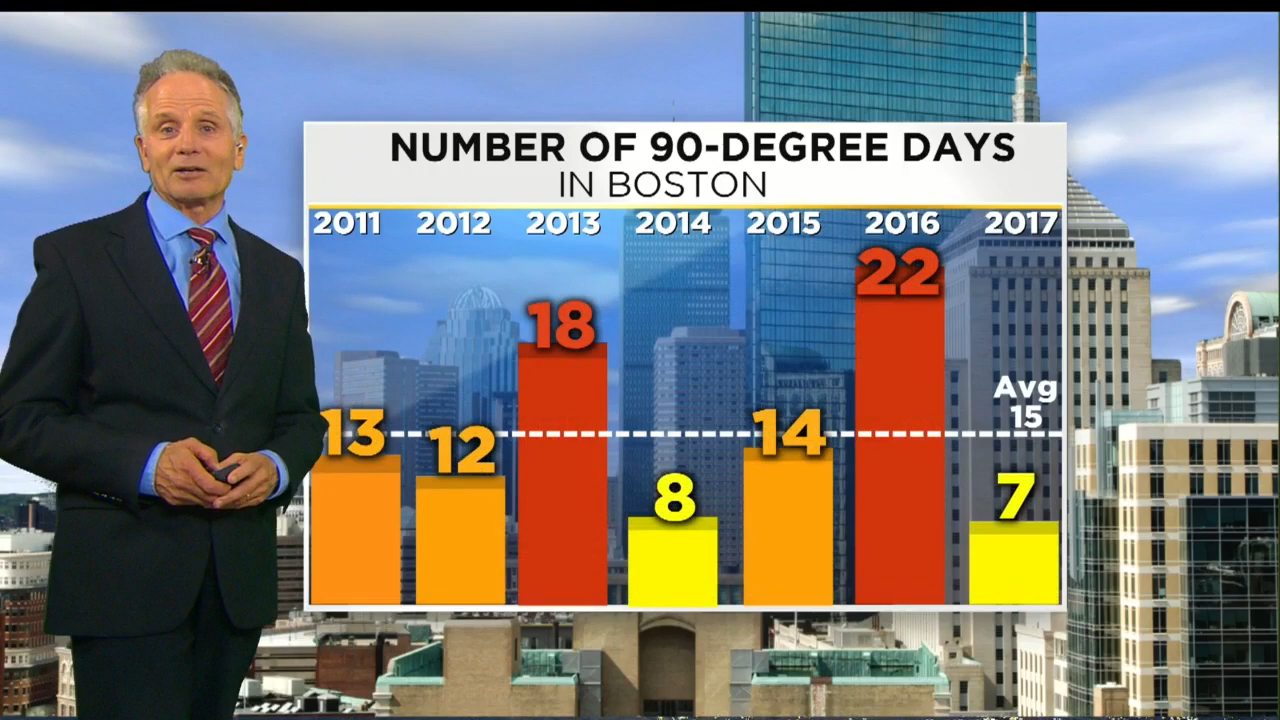 NUMBER OF 90-DEGREE DAYS
IN BOSTON
2011 2012 2013 2014 2015 2016 2017
13 12 18 8 14 22 7
Avg
15